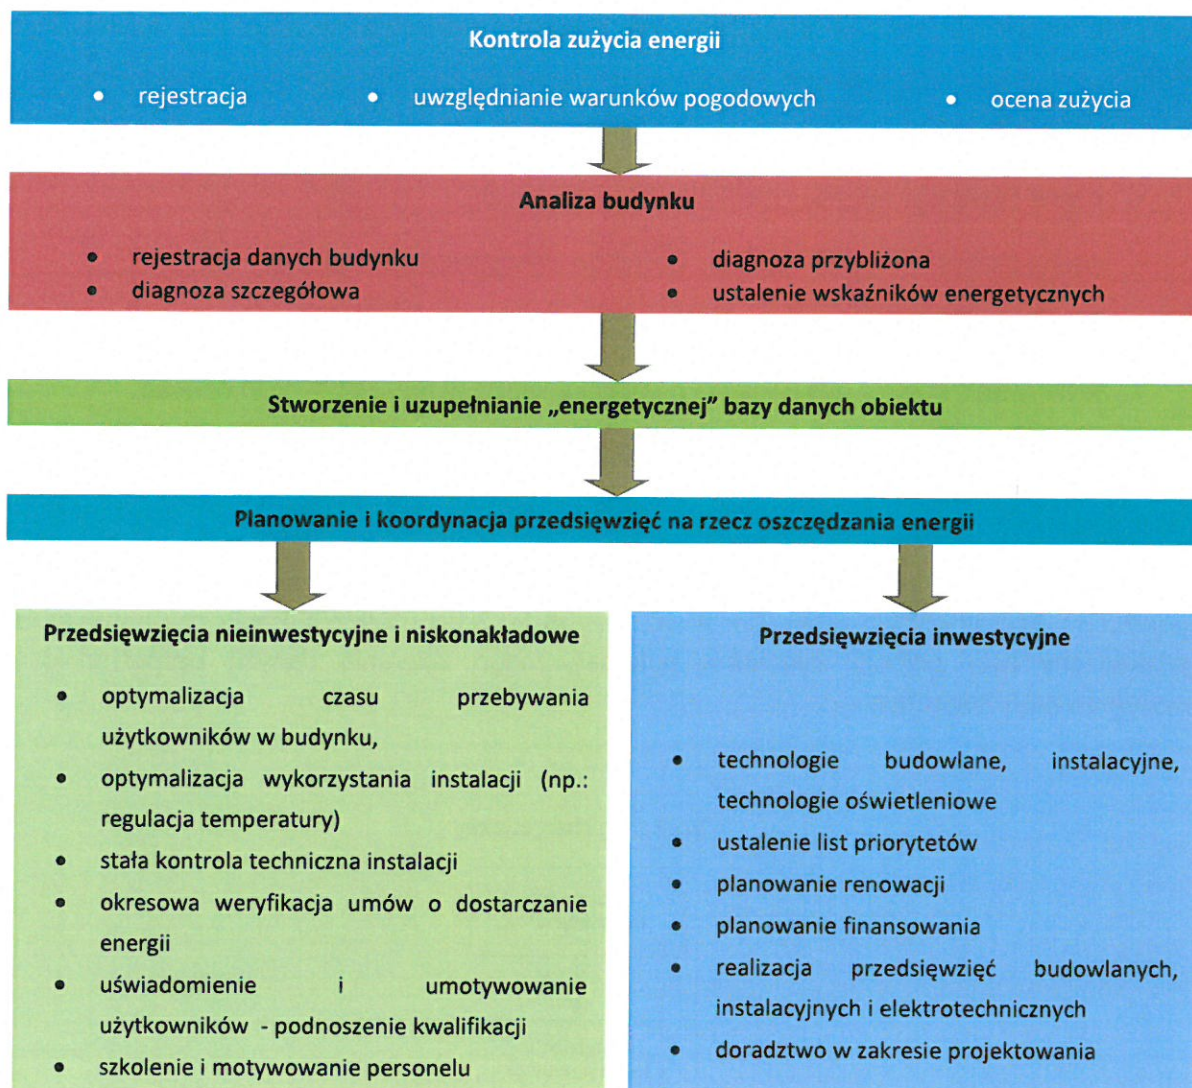 Kontrola zużycia energii
• rejestracja • uwzględnianie warunków pogodowych • ocena zużycia
Analiza budynku
• rejestracja danych budynku • diagnoza przybliżona
• diagnoza szczegółowa • ustalenie wskaźników energetycznych
Stworzenie i uzupełnianie „energetycznej” bazy danych obiektu
Planowanie i koordynacja przedsięwzięć na rzecz oszczędzania energii
Przedsięwzięcia nieinwestycyjne i niskonakładowe
• optymalizacja czasu przebywania
użytkowników w budynku,
• optymalizacja wykorzystania instalacji (np.:
regulacja temperatury)
• stała kontrola techniczna instalacji
• okresowa weryfikacja umów o dostarczanie
energii
• uświadomienie i umotywowanie
użytkowników - podnoszenie kwalifikacji
• szkolenie i motywowanie personelu
Przedsięwzięcia inwestycyjne
• technologie budowlane, instalacyjne,
technologie oświetleniowe
• ustalenie list priorytetów
• planowanie renowacji
• planowanie finansowania
• realizacja przedsięwzięć budowlanych,
instalacyjnych i elektrotechnicznych
• doradztwo w zakresie projektowania